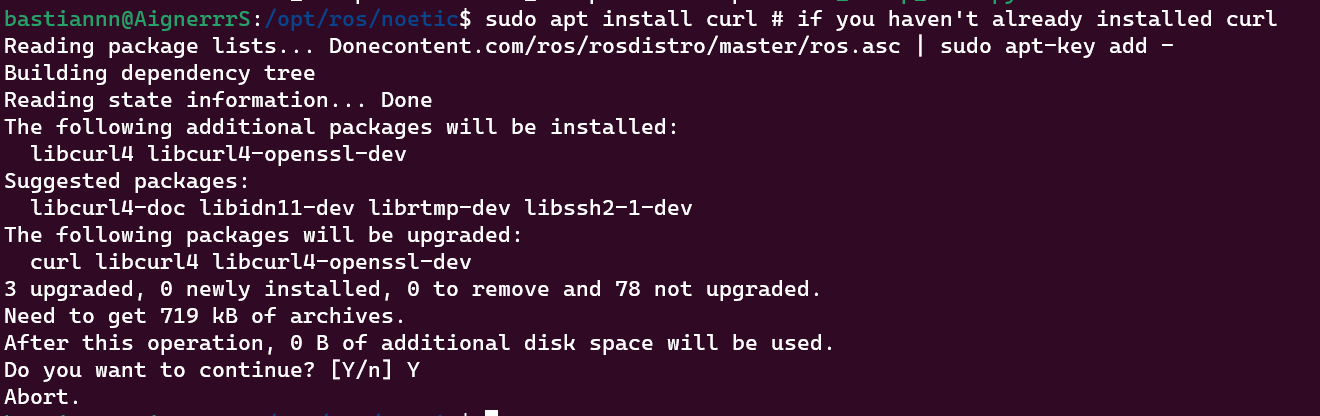 bastiannn@AignerrrS:/opt/ros/noetic$ sudo apt install curl # if you haven't already installed curl
Reading package lists... Donecontent.com/ros/rosdistro/master/ros.asc | sudo apt-key add -
Building dependency tree
Reading state information... Done
The following additional packages will be installed:
  libcurl4 libcurl4-openssl-dev
Suggested packages:
  libcurl4-doc libidn11-dev librtmp-dev libssh2-1-dev
The following packages will be upgraded:
  curl libcurl4 libcurl4-openssl-dev
3 upgraded, 0 newly installed, 0 to remove and 78 not upgraded.
Need to get 719 kB of archives.
After this operation, 0 B of additional disk space will be used.
Do you want to continue? [Y/n] Y
Abort.